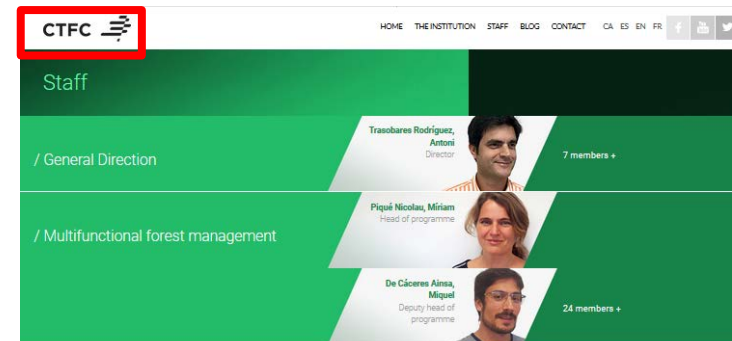 CTFC
HOME THE INSTITUTION STAFF BLOG CONTACT CA ES EN FR
Staff
/ General Direction
Trasobares Rodríguez,
Antoni
Director
7 members +
/ Multifunctional forest management
Piqué Nicolau, Míriam
Head of programme
De Cáceres Ainsa,
Miquel
Deputy head of
programme
24 members +